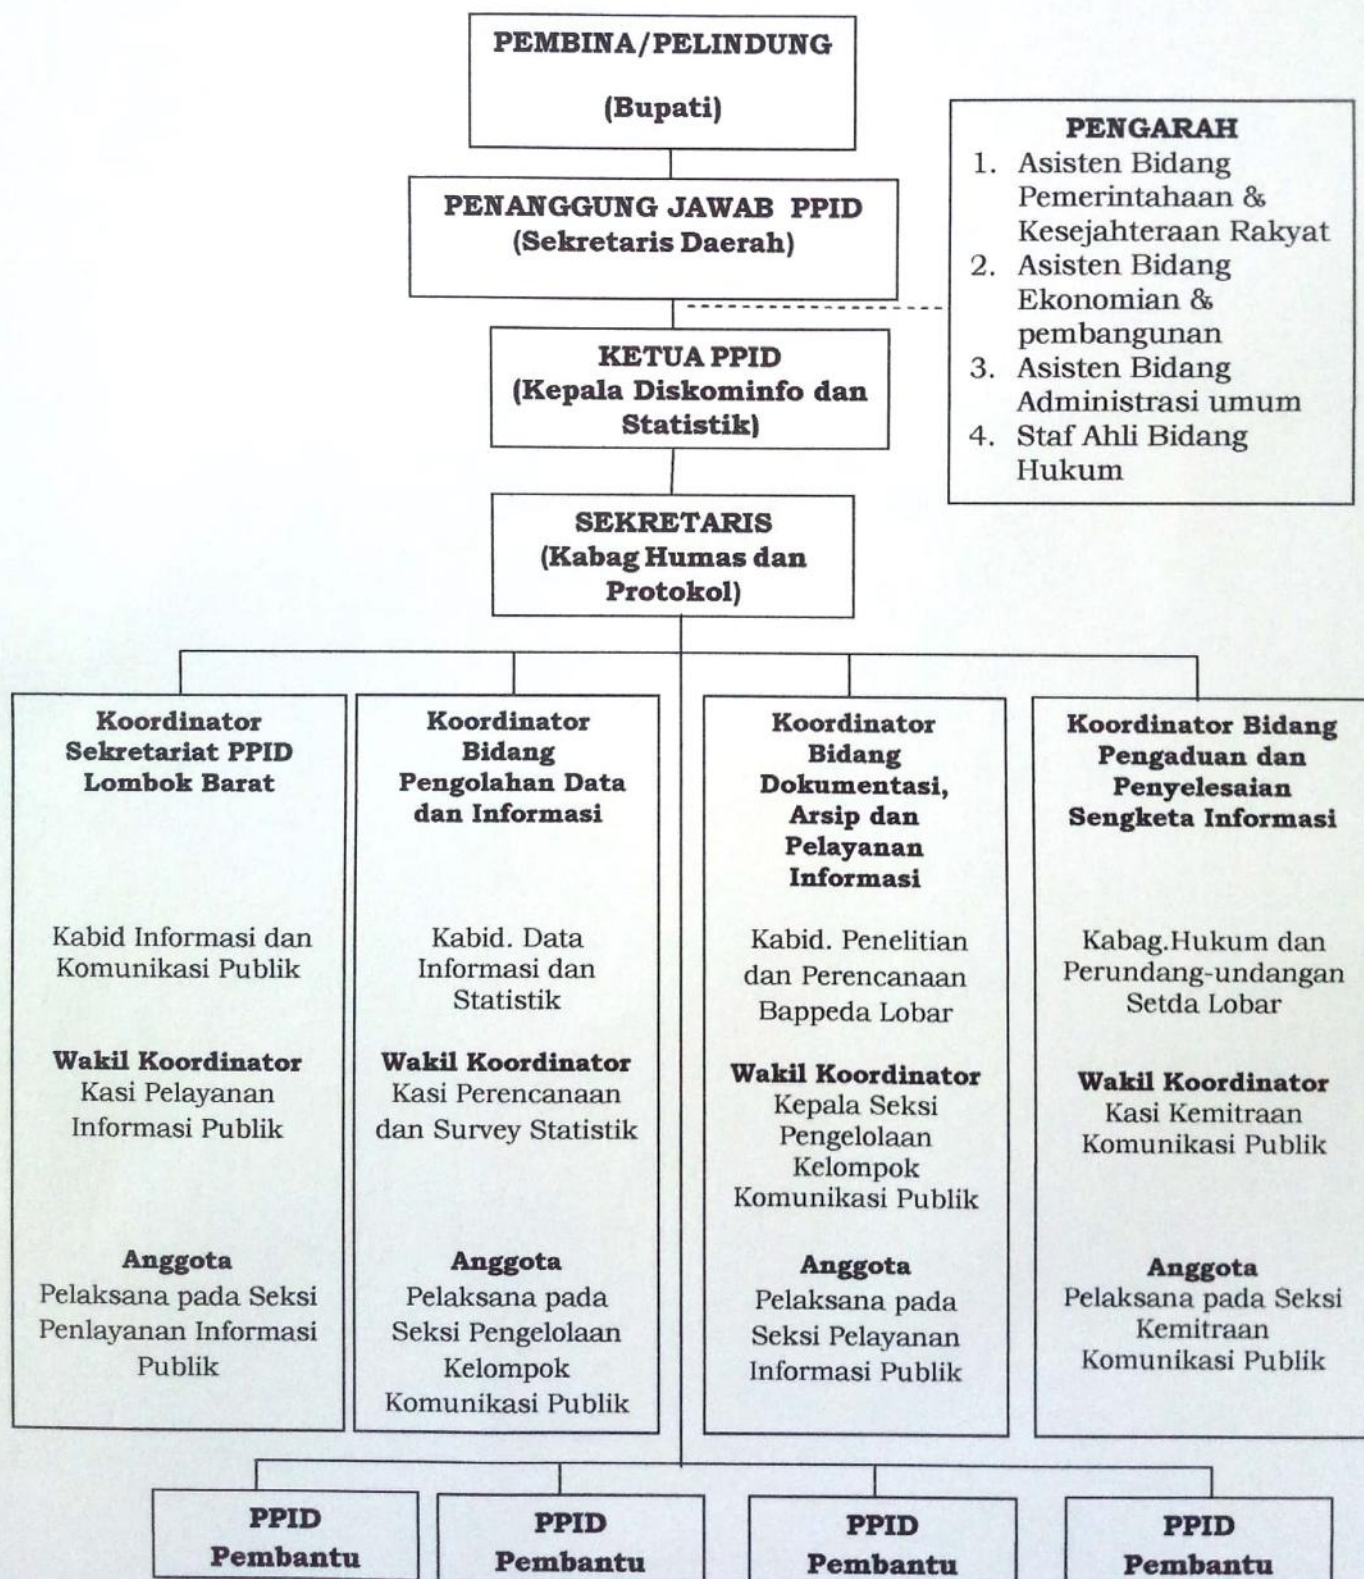 PEMBINA/PELINDUNG
(Bupati)
PENANGGUNG JAWAB PPID
(Sekretaris Daerah)
PENGARAH
1. Asisten Bidang
Pemerintahaan &
Kesejahteraan Rakyat
2. Asisten Bidang
Ekonomian &
pembangunan
3. Asisten Bidang
Administrasi umum
4. Staf Ahli Bidang
Hukum
KETUA PPID
(Kepala Diskominfo dan
Statistik)
SEKRETARIS
(Kabag Humas dan
Protokol)
Koordinator
Sekretariat PPID
Lombok Barat
Kabid Informasi dan
Komunikasi Publik
Wakil Koordinator
Kasi Pelayanan
Informasi Publik
Anggota
Pelaksana pada Seksi
Penlayanan Informasi
Publik
Koordinator
Bidang
Pengolahan Data
dan Informasi
Kabid. Data
Informasi dan
Statistik
Wakil Koordinator
Kasi Perencanaan
dan Survey Statistik
Anggota
Pelaksana pada
Seksi Pengelolaan
Kelompok
Komunikasi Publik
Koordinator
Bidang
Dokumentasi,
Arsip dan
Pelayanan
Informasi
Kabid. Penelitian
dan Perencanaan
Bappeda Lobar
Wakil Koordinator
Kepala Seksi
Pengelolaan
Kelompok
Komunikasi Publik
Anggota
Pelaksana pada
Seksi Pelayanan
Informasi Publik
Koordinator Bidang
Pengaduan dan
Penyelesaian
Sengketa Informasi
Kabag.Hukum dan
Perundang-undangan
Setda Lobar
Wakil Koordinator
Kasi Kemitraan
Komunikasi Publik
Anggota
Pelaksana pada Seksi
Kemitraan
Komunikasi Publik
PPID
Pembantu
PPID
Pembantu
PPID
Pembantu
PPID
Pembantu